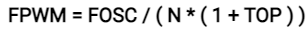 FPWM = FOSC / ( N * ( 1 + TOP ) )